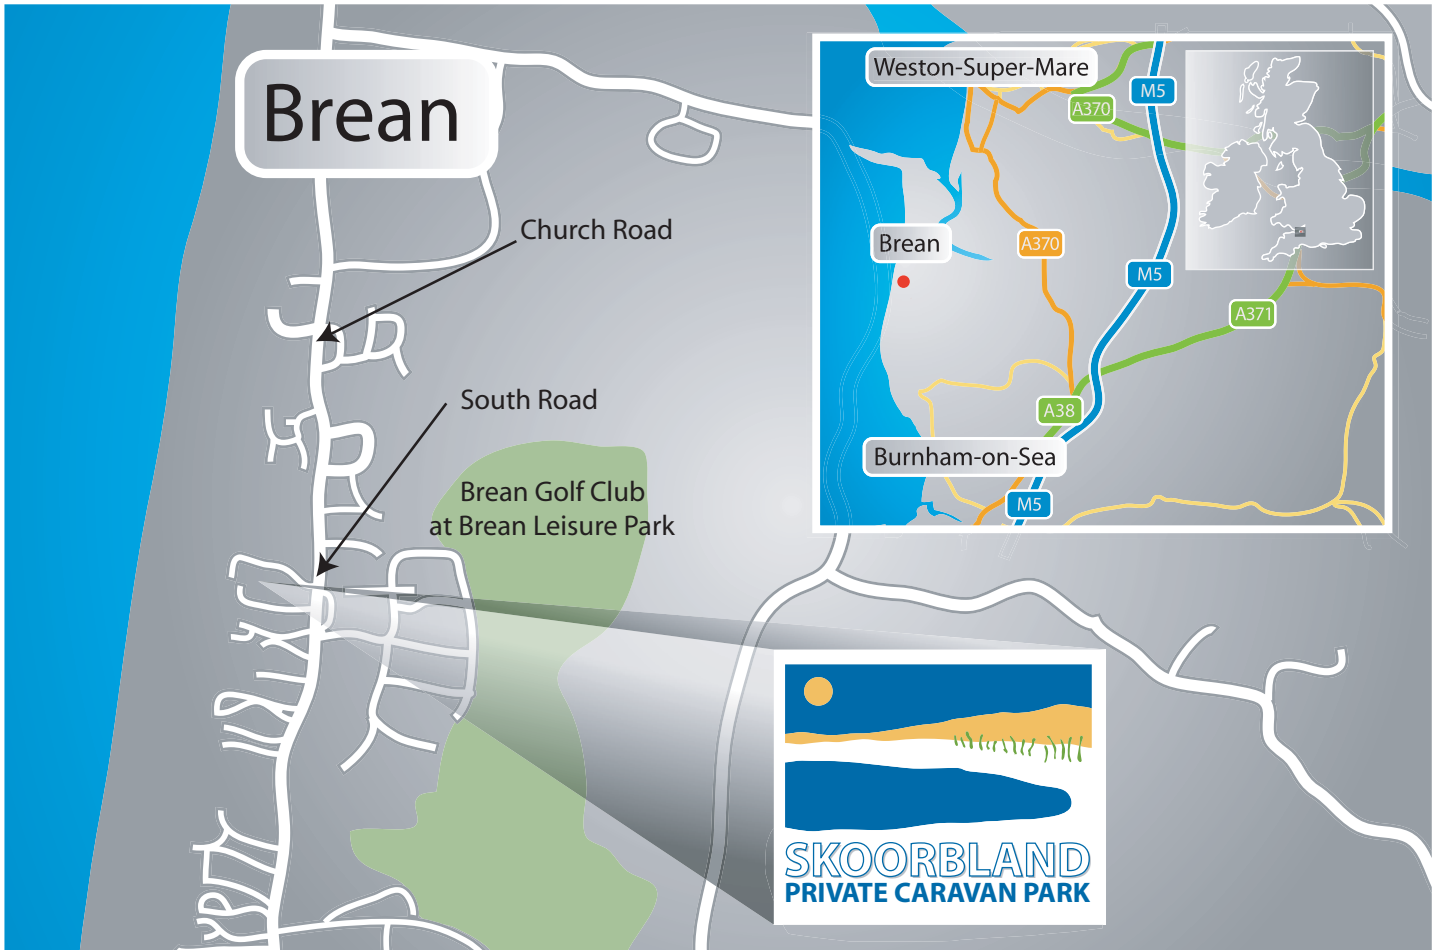 Brean
Church Road
South Road
Brean Golf Club
at Brean Leisure Park
Weston-Super-Mare
M5
A370
Brean
A370
M5
A371
A38
Burnham-on-Sea
M5
SKOORBLAND
PRIVATE CARAVAN PARK